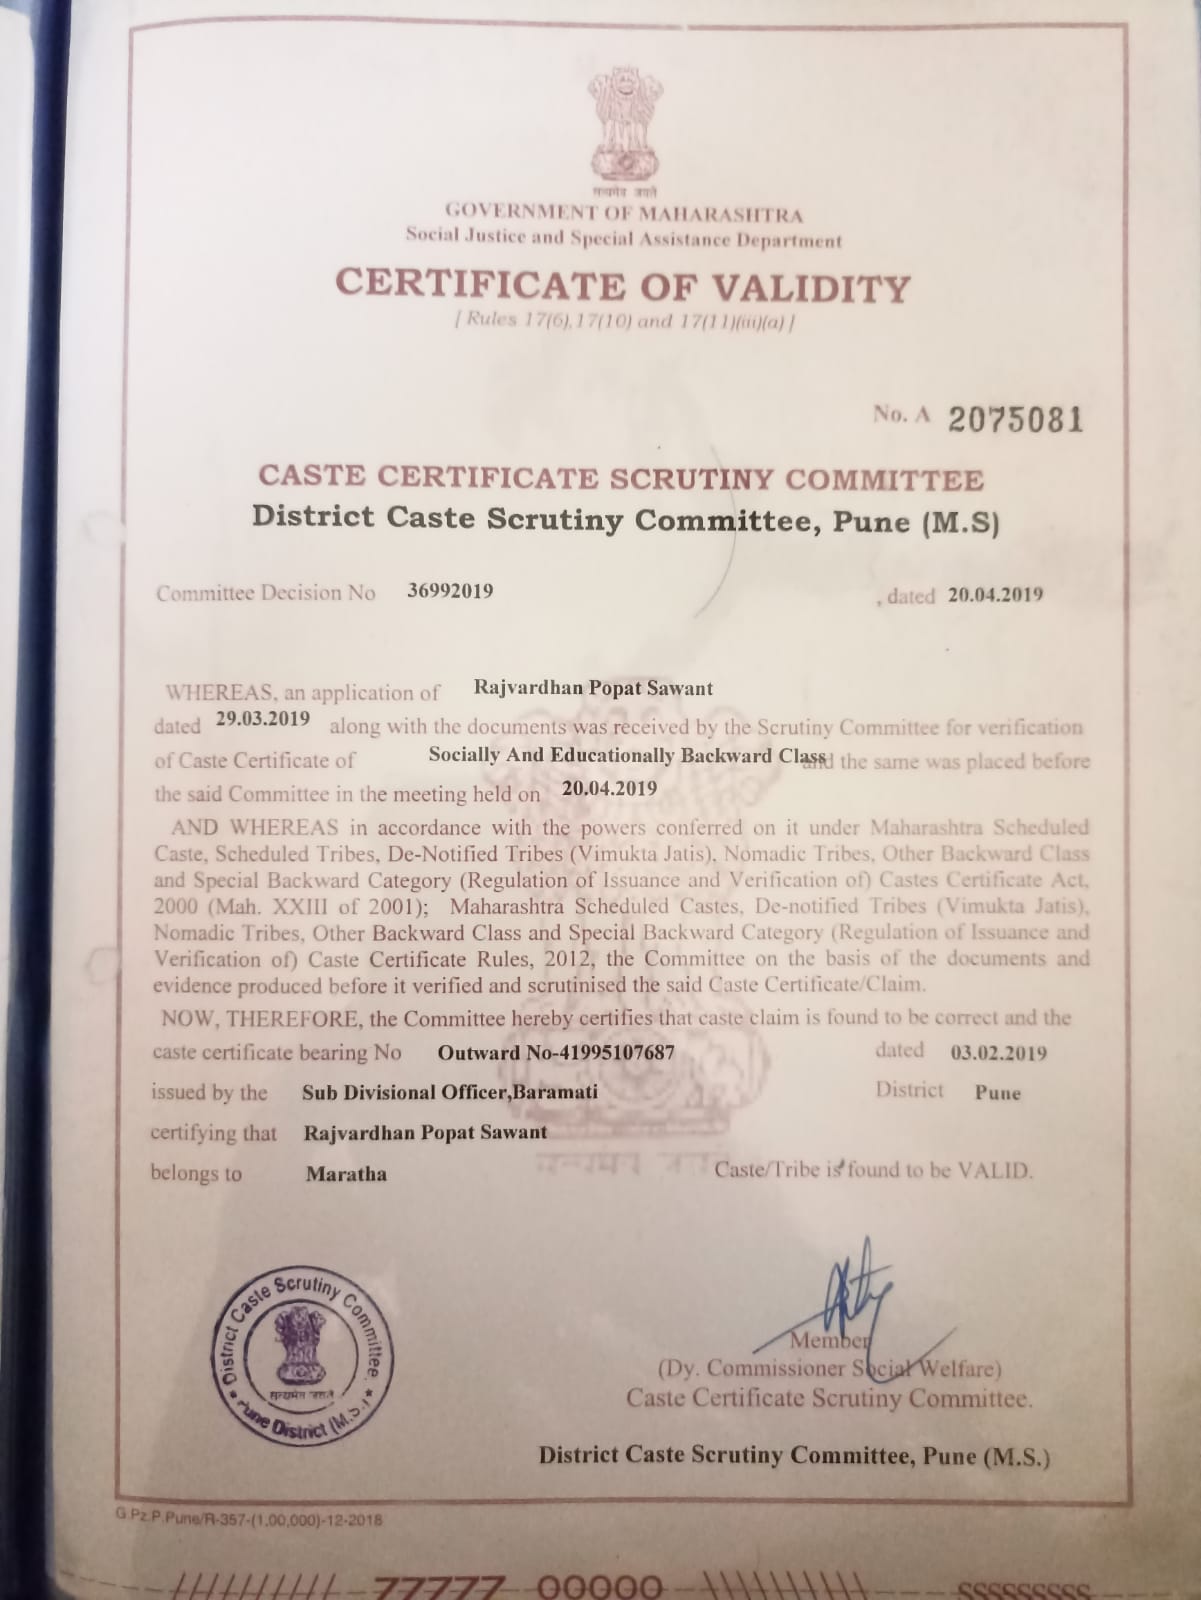 सत्यमेव जयते
GOVERNMENT OF MAHARASHTRA
Social Justice and Special Assistance Department
CERTIFICATE OF VALIDITY
[ Rules 17(6),17(10) and 17(11)(iii)(a) ]
No. A 2075081
CASTE CERTIFICATE SCRUTINY COMMITTEE
District Caste Scrutiny Committee, Pune (M.S)
Committee Decision No 36992019 , dated 20.04.2019
WHEREAS, an application of Rajvardhan Popat Sawant
dated 29.03.2019 along with the documents was received by the Scrutiny Committee for verification
of Caste Certificate of Socially And Educationally Backward Class and the same was placed before
the said Committee in the meeting held on 20.04.2019
AND WHEREAS in accordance with the powers conferred on it under Maharashtra Scheduled
Caste, Scheduled Tribes, De-Notified Tribes (Vimukta Jatis), Nomadic Tribes, Other Backward Class
and Special Backward Category (Regulation of Issuance and Verification of) Castes Certificate Act,
2000 (Mah. XXIII of 2001); Maharashtra Scheduled Castes, De-notified Tribes (Vimukta Jatis),
Nomadic Tribes, Other Backward Class and Special Backward Category (Regulation of Issuance and
Verification of) Caste Certificate Rules, 2012, the Committee on the basis of the documents and
evidence produced before it verified and scrutinised the said Caste Certificate/Claim.
NOW, THEREFORE, the Committee hereby certifies that caste claim is found to be correct and the
caste certificate bearing No Outward No-41995107687 dated 03.02.2019
issued by the Sub Divisional Officer,Baramati District Pune
certifying that Rajvardhan Popat Sawant
सत्यमेव जयते
belongs to Maratha Caste/Tribe is found to be VALID.
District Caste Scrutiny Committee.
सत्यमेव जयते
* Pune District (M.S.) *
Member
(Dy. Commissioner Social Welfare)
Caste Certificate Scrutiny Committee.
District Caste Scrutiny Committee, Pune (M.S.)
G.Pz.P.Pune/R-357-(1,00,000)-12-2018
77777 00000 SSSSSSSSS